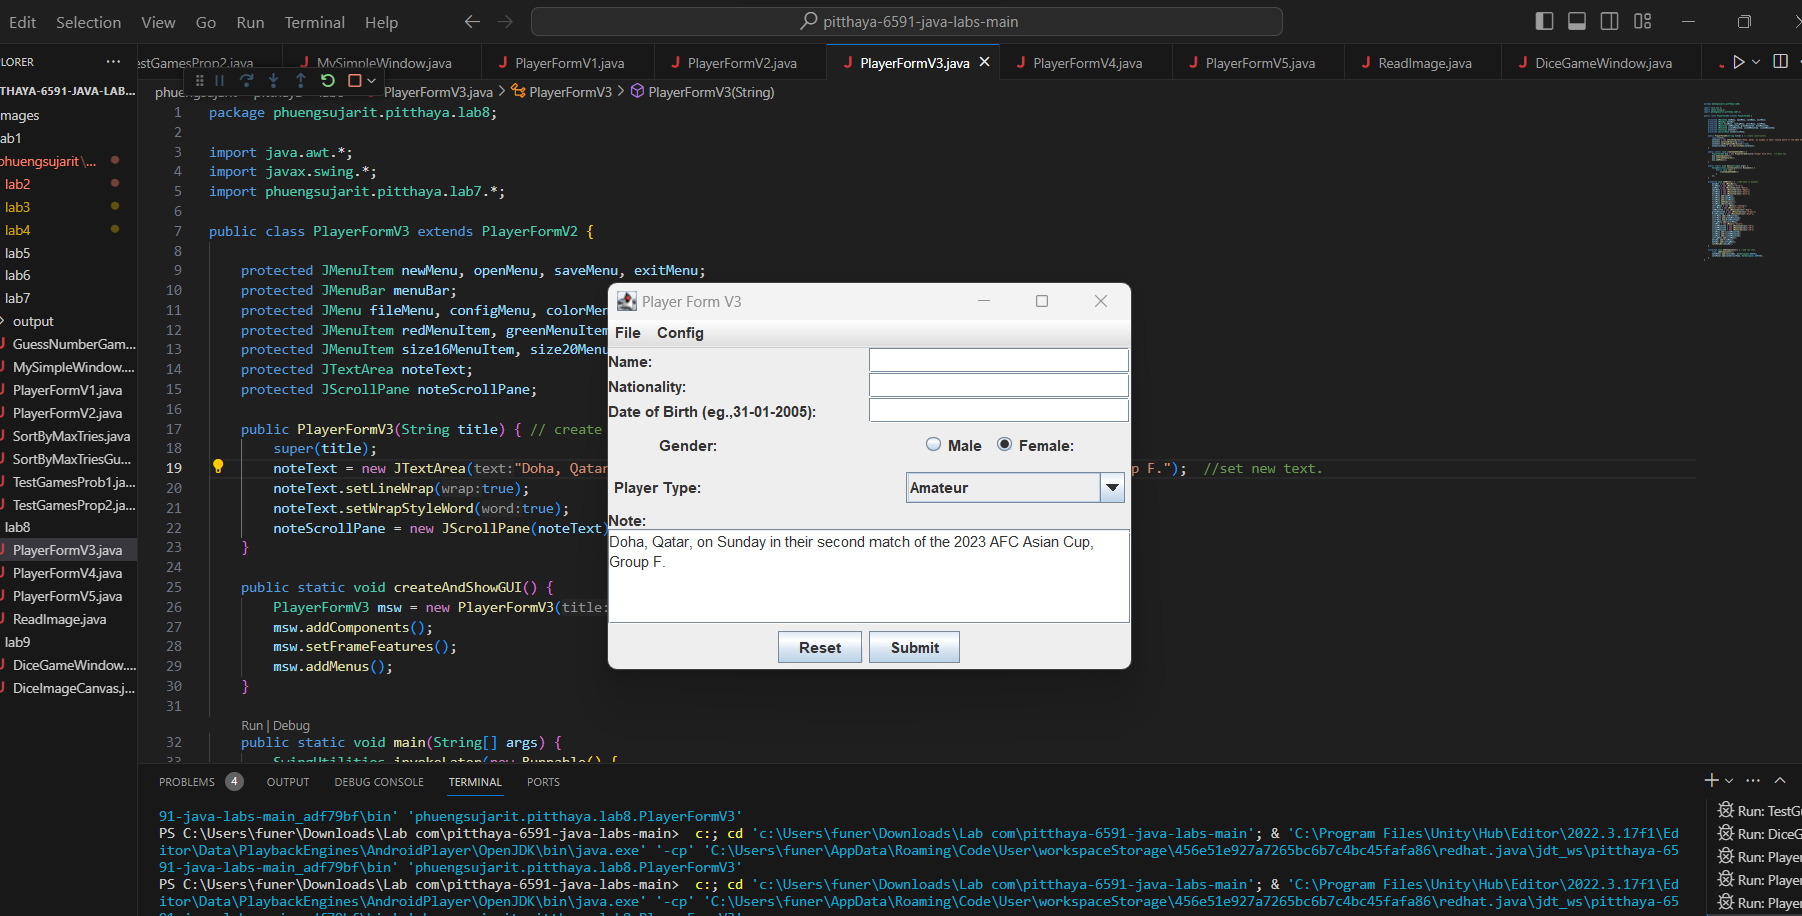 Edit Selection View Go Run Terminal Help
pitthaya-6591-java-labs-main
LORER ···
estGamesProp2.java
MySimpleWindow.java
PlayerFormV1.java
PlayerFormV2.java
PlayerFormV3.java
PlayerFormV4.java
PlayerFormV5.java
ReadImage.java
DiceGameWindow.java
THAYA-6591-JAVA-LAB...
mages
ab1
phuengsujarit\...
lab2
lab3
lab4
lab5
lab6
lab7
output
GuessNumberGam...
MySimpleWindow....
PlayerFormV1.java
PlayerFormV2.java
SortByMaxTries.java
SortByMaxTriesGu...
TestGamesProb1.ja...
TestGamesProp2.ja...
lab8
PlayerFormV3.java
PlayerFormV4.java
PlayerFormV5.java
ReadImage.java
lab9
DiceGameWindow....
DiceImageCanvas.j...
PlayerFormV3.java > PlayerFormV3 > PlayerFormV3(String)
1 package phuengsujarit.pitthaya.lab8;
2
3 import java.awt.*;
4 import javax.swing.*;
5 import phuengsujarit.pitthaya.lab7.*;
6
7 public class PlayerFormV3 extends PlayerFormV2 {
8
9 protected JMenuItem newMenu, openMenu, saveMenu, exitMenu;
10 protected JMenuBar menuBar;
11 protected JMenu fileMenu, configMenu, colorMen
12 protected JMenuItem redMenuItem, greenMenuItem
13 protected JMenuItem size16MenuItem, size20Menu
14 protected JTextArea noteText;
15 protected JScrollPane noteScrollPane;
16
17 public PlayerFormV3(String title) { // create
18 super(title);
19 noteText = new JTextArea(text:"Doha, Qatar p F."); //set new text.
20 noteText.setLineWrap(wrap:true);
21 noteText.setWrapStyleWord(word:true);
22 noteScrollPane = new JScrollPane(noteText)
23 }
24
25 public static void createAndShowGUI() {
26 PlayerFormV3 msw = new PlayerFormV3(title:
27 msw.addComponents();
28 msw.setFrameFeatures();
29 msw.addMenus();
30 }
31
Run | Debug
32 public static void main(String[] args) {
33 SwingUtilities.invokeLater(new Runnable() {
Player Form V3
File Config
Name:
Nationality:
Date of Birth (eg.,31-01-2005):
Gender: Male Female:
Player Type: Amateur
Note:
Doha, Qatar, on Sunday in their second match of the 2023 AFC Asian Cup,
Group F.
Reset Submit
PROBLEMS 4 OUTPUT DEBUG CONSOLE TERMINAL PORTS
91-java-labs-main_adf79bf\bin' 'phuengsujarit.pitthaya.lab8.PlayerFormV3'
PS C:\Users\funer\Downloads\Lab com\pitthaya-6591-java-labs-main> c:; cd 'c:\Users\funer\Downloads\Lab com\pitthaya-6591-java-labs-main'; & 'C:\Program Files\Unity\Hub\Editor\2022.3.17f1\Ed
itor\Data\PlaybackEngines\AndroidPlayer\OpenJDK\bin\java.exe' '-cp' 'C:\Users\funer\AppData\Roaming\Code\User\workspaceStorage\456e51e927a7265bc6b7c4bc45fafa86\redhat.java\jdt_ws\pitthaya-65
91-java-labs-main_adf79bf\bin' 'phuengsujarit.pitthaya.lab8.PlayerFormV3'
PS C:\Users\funer\Downloads\Lab com\pitthaya-6591-java-labs-main> c:; cd 'c:\Users\funer\Downloads\Lab com\pitthaya-6591-java-labs-main'; & 'C:\Program Files\Unity\Hub\Editor\2022.3.17f1\Ed
itor\Data\PlaybackEngines\AndroidPlayer\OpenJDK\bin\java.exe' '-cp' 'C:\Users\funer\AppData\Roaming\Code\User\workspaceStorage\456e51e927a7265bc6b7c4bc45fafa86\redhat.java\jdt_ws\pitthaya-65
Run: TestG
Run: DiceG
Run: Player
Run: Player
Run: Player